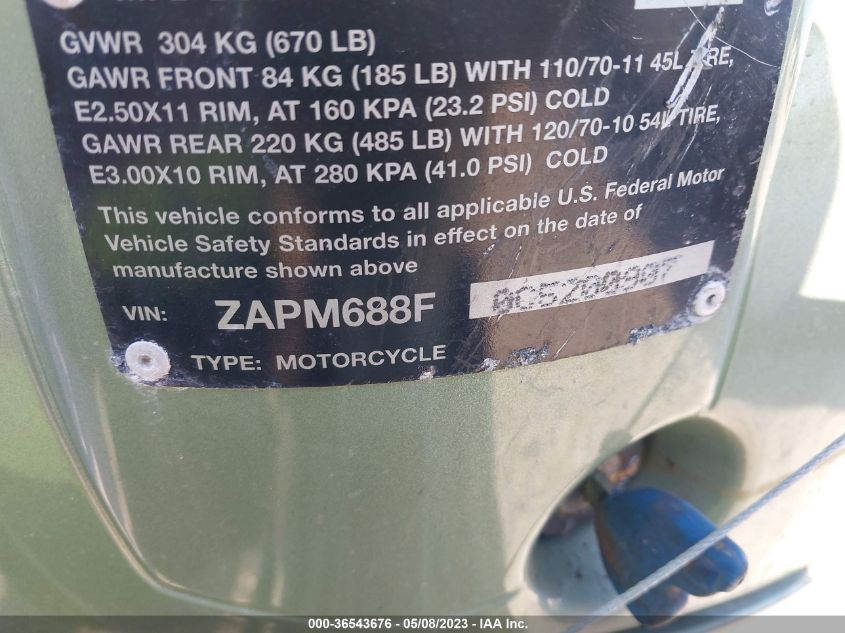 GVWR 304 KG (670 LB)
GAWR FRONT 84 KG (185 LB) WITH 110/70-11 45L TIRE,
E2.50X11 RIM, AT 160 KPA (23.2 PSI) COLD
GAWR REAR 220 KG (485 LB) WITH 120/70-10 54L TIRE,
E3.00X10 RIM, AT 280 KPA (41.0 PSI) COLD
This vehicle conforms to all applicable U.S. Federal Motor
Vehicle Safety Standards in effect on the date of
manufacture shown above
VIN: ZAPM688F 0C5200907
TYPE: MOTORCYCLE
000-36543676 - 05/08/2023 - IAA Inc.